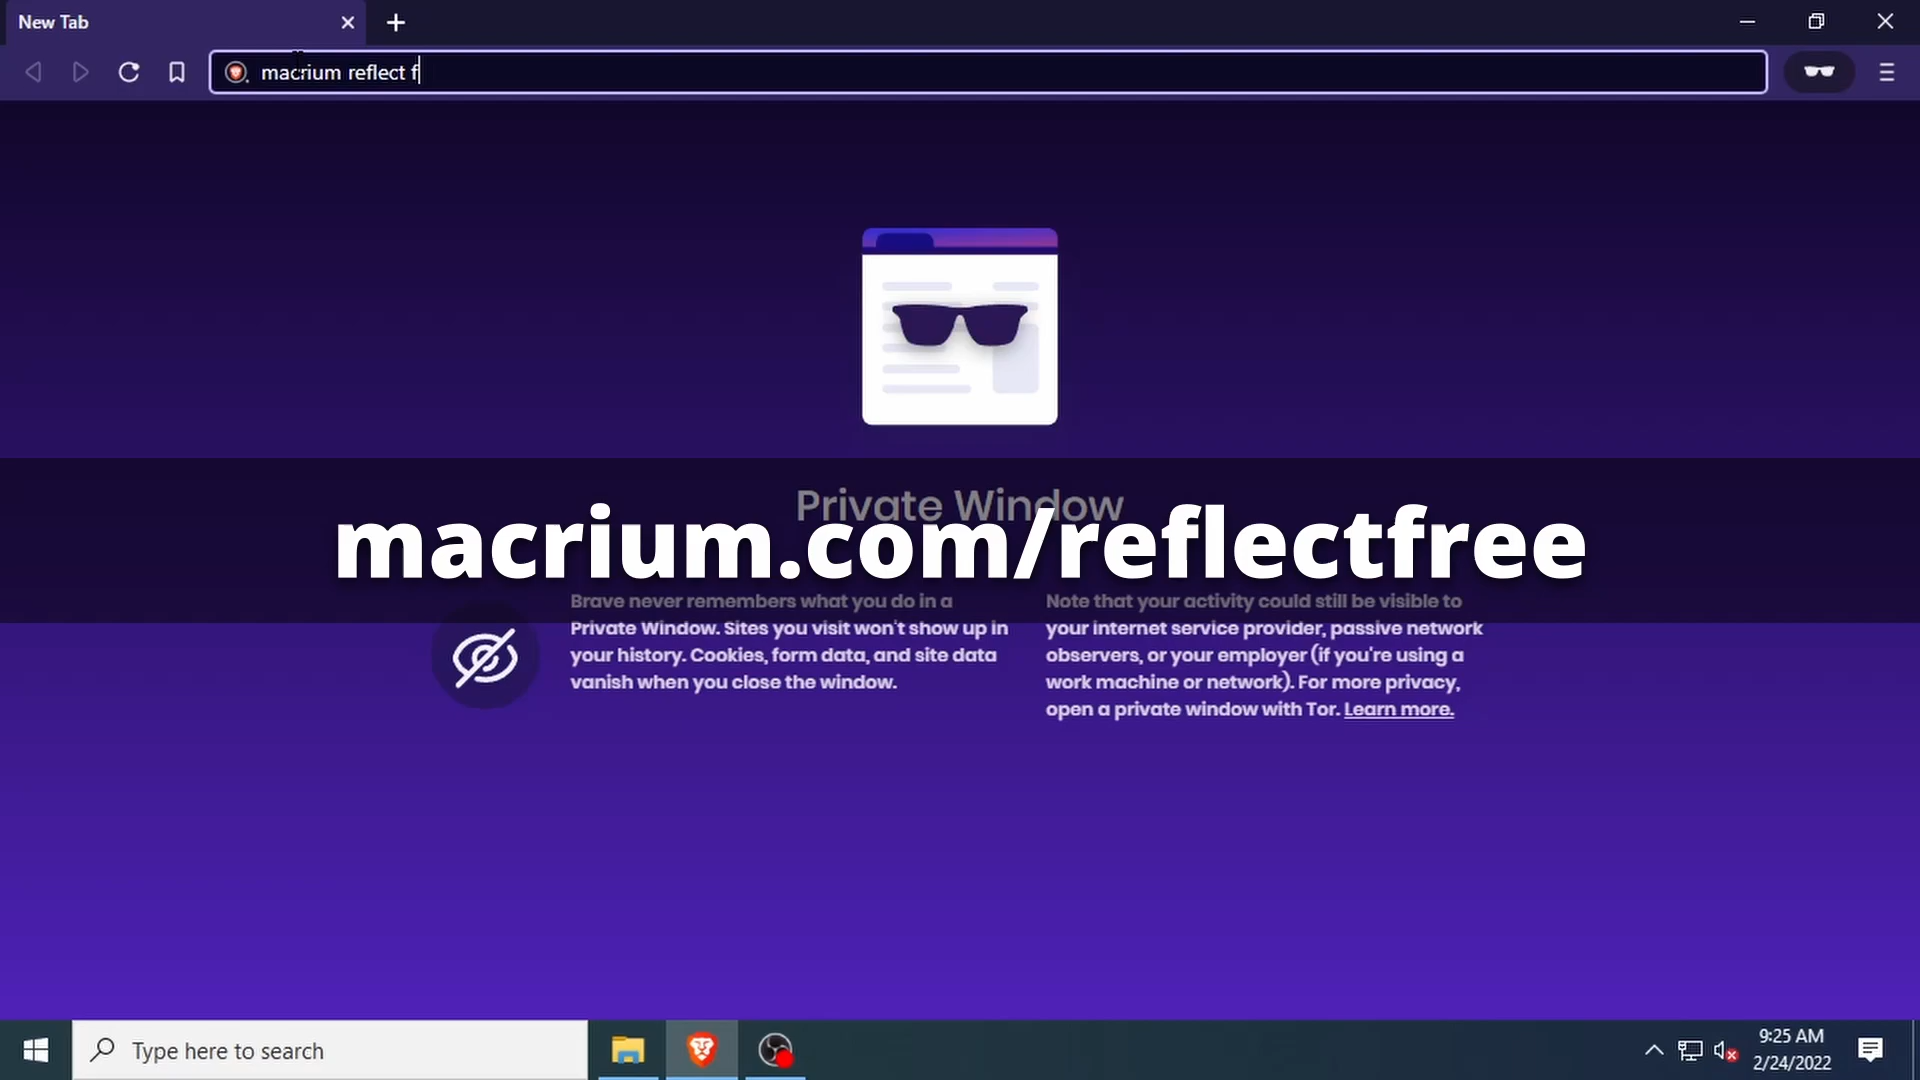 New Tab
macrium reflect f
Private Window
macrium.com/reflectfree
Brave never remembers what you do in a
Private Window. Sites you visit won't show up in
your history. Cookies, form data, and site data
vanish when you close the window.
Note that your activity could still be visible to
your internet service provider, passive network
observers, or your employer (if you're using a
work machine or network). For more privacy,
open a private window with Tor. Learn more.
Type here to search
9:25 AM
2/24/2022